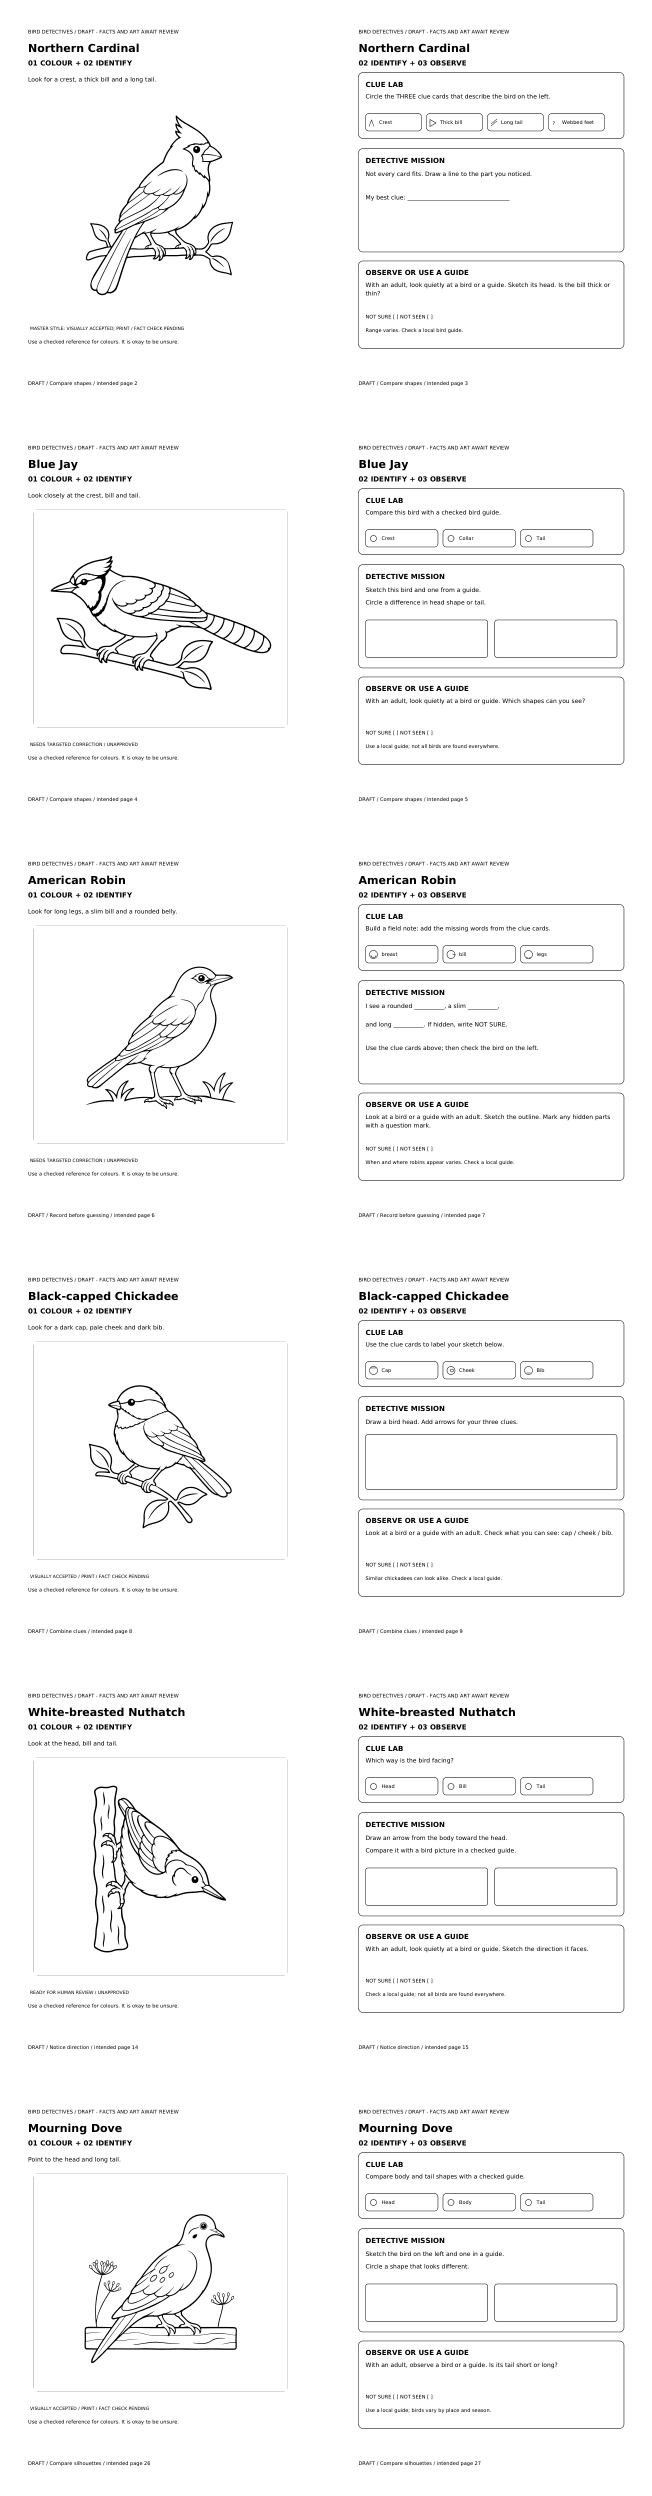 BIRD DETECTIVES / DRAFT - FACTS AND ART AWAIT REVIEW
Northern Cardinal
01 COLOUR + 02 IDENTIFY
Look for a crest, a thick bill and a long tail.
MASTER STYLE: VISUALLY ACCEPTED; PRINT / FACT CHECK PENDING
Use a checked reference for colours. It is okay to be unsure.
DRAFT / Compare shapes / intended page 2
BIRD DETECTIVES / DRAFT - FACTS AND ART AWAIT REVIEW
Northern Cardinal
02 IDENTIFY + 03 OBSERVE
CLUE LAB
Circle the THREE clue cards that describe the bird on the left.
Crest
Thick bill
Long tail
? Webbed feet
DETECTIVE MISSION
Not every card fits. Draw a line to the part you noticed.
My best clue: ______________________________
OBSERVE OR USE A GUIDE
With an adult, look quietly at a bird or a guide. Sketch its head. Is the bill thick or
thin?
NOT SURE [ ] NOT SEEN [ ]
Range varies. Check a local bird guide.
DRAFT / Compare shapes / intended page 3
BIRD DETECTIVES / DRAFT - FACTS AND ART AWAIT REVIEW
Blue Jay
01 COLOUR + 02 IDENTIFY
Look closely at the crest, bill and tail.
NEEDS TARGETED CORRECTION / UNAPPROVED
Use a checked reference for colours. It is okay to be unsure.
DRAFT / Compare shapes / intended page 4
BIRD DETECTIVES / DRAFT - FACTS AND ART AWAIT REVIEW
Blue Jay
02 IDENTIFY + 03 OBSERVE
CLUE LAB
Compare this bird with a checked bird guide.
Crest
Collar
Tail
DETECTIVE MISSION
Sketch this bird and one from a guide.
Circle a difference in head shape or tail.
OBSERVE OR USE A GUIDE
With an adult, look quietly at a bird or guide. Which shapes can you see?
NOT SURE [ ] NOT SEEN [ ]
Use a local guide; not all birds are found everywhere.
DRAFT / Compare shapes / intended page 5
BIRD DETECTIVES / DRAFT - FACTS AND ART AWAIT REVIEW
American Robin
01 COLOUR + 02 IDENTIFY
Look for long legs, a slim bill and a rounded belly.
NEEDS TARGETED CORRECTION / UNAPPROVED
Use a checked reference for colours. It is okay to be unsure.
DRAFT / Record before guessing / intended page 6
BIRD DETECTIVES / DRAFT - FACTS AND ART AWAIT REVIEW
American Robin
02 IDENTIFY + 03 OBSERVE
CLUE LAB
Build a field note: add the missing words from the clue cards.
breast
bill
legs
DETECTIVE MISSION
I see a rounded _________, a slim _________,
and long _________. If hidden, write NOT SURE.
Use the clue cards above; then check the bird on the left.
OBSERVE OR USE A GUIDE
Look at a bird or a guide with an adult. Sketch the outline. Mark any hidden parts
with a question mark.
NOT SURE [ ] NOT SEEN [ ]
When and where robins appear varies. Check a local guide.
DRAFT / Record before guessing / intended page 7
BIRD DETECTIVES / DRAFT - FACTS AND ART AWAIT REVIEW
Black-capped Chickadee
01 COLOUR + 02 IDENTIFY
Look for a dark cap, pale cheek and dark bib.
VISUALLY ACCEPTED / PRINT / FACT CHECK PENDING
Use a checked reference for colours. It is okay to be unsure.
DRAFT / Combine clues / intended page 8
BIRD DETECTIVES / DRAFT - FACTS AND ART AWAIT REVIEW
Black-capped Chickadee
02 IDENTIFY + 03 OBSERVE
CLUE LAB
Use the clue cards to label your sketch below.
Cap
Cheek
Bib
DETECTIVE MISSION
Draw a bird head. Add arrows for your three clues.
OBSERVE OR USE A GUIDE
Look at a bird or a guide with an adult. Check what you can see: cap / cheek / bib.
NOT SURE [ ] NOT SEEN [ ]
Similar chickadees can look alike. Check a local guide.
DRAFT / Combine clues / intended page 9
BIRD DETECTIVES / DRAFT - FACTS AND ART AWAIT REVIEW
White-breasted Nuthatch
01 COLOUR + 02 IDENTIFY
Look at the head, bill and tail.
READY FOR HUMAN REVIEW / UNAPPROVED
Use a checked reference for colours. It is okay to be unsure.
DRAFT / Notice direction / intended page 14
BIRD DETECTIVES / DRAFT - FACTS AND ART AWAIT REVIEW
White-breasted Nuthatch
02 IDENTIFY + 03 OBSERVE
CLUE LAB
Which way is the bird facing?
Head
Bill
Tail
DETECTIVE MISSION
Draw an arrow from the body toward the head.
Compare it with a bird picture in a checked guide.
OBSERVE OR USE A GUIDE
With an adult, look quietly at a bird or guide. Sketch the direction it faces.
NOT SURE [ ] NOT SEEN [ ]
Check a local guide; not all birds are found everywhere.
DRAFT / Notice direction / intended page 15
BIRD DETECTIVES / DRAFT - FACTS AND ART AWAIT REVIEW
Mourning Dove
01 COLOUR + 02 IDENTIFY
Point to the head and long tail.
VISUALLY ACCEPTED / PRINT / FACT CHECK PENDING
Use a checked reference for colours. It is okay to be unsure.
DRAFT / Compare silhouettes / intended page 26
BIRD DETECTIVES / DRAFT - FACTS AND ART AWAIT REVIEW
Mourning Dove
02 IDENTIFY + 03 OBSERVE
CLUE LAB
Compare body and tail shapes with a checked guide.
Head
Body
Tail
DETECTIVE MISSION
Sketch the bird on the left and one in a guide.
Circle a shape that looks different.
OBSERVE OR USE A GUIDE
With an adult, observe a bird or a guide. Is its tail short or long?
NOT SURE [ ] NOT SEEN [ ]
Use a local guide; birds vary by place and season.
DRAFT / Compare silhouettes / intended page 27